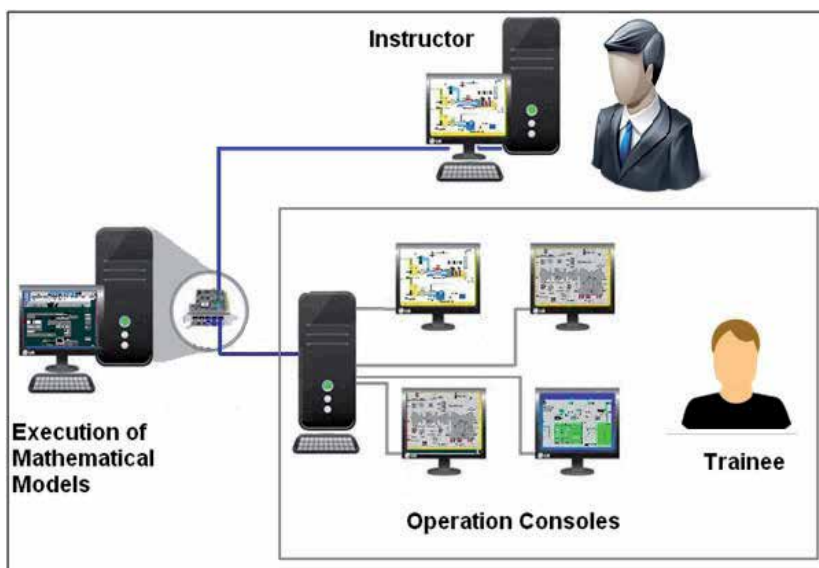 Instructor
Execution of
Mathematical
Models
Trainee
Operation Consoles